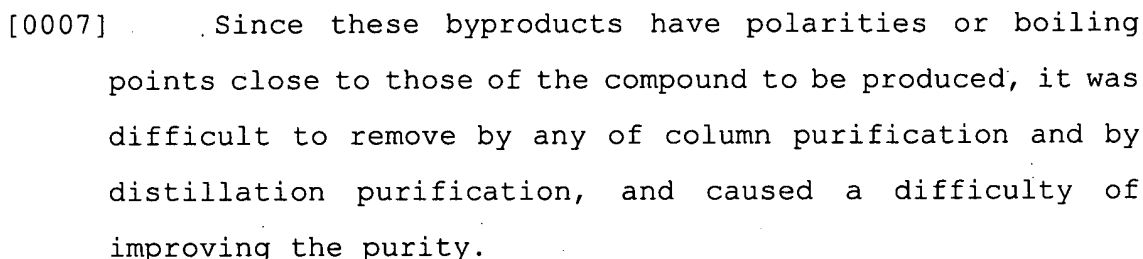 [0007] Since these byproducts have polarities or boiling
points close to those of the compound to be produced, it was
difficult to remove by any of column purification and by
distillation purification, and caused a difficulty of
improving the purity.